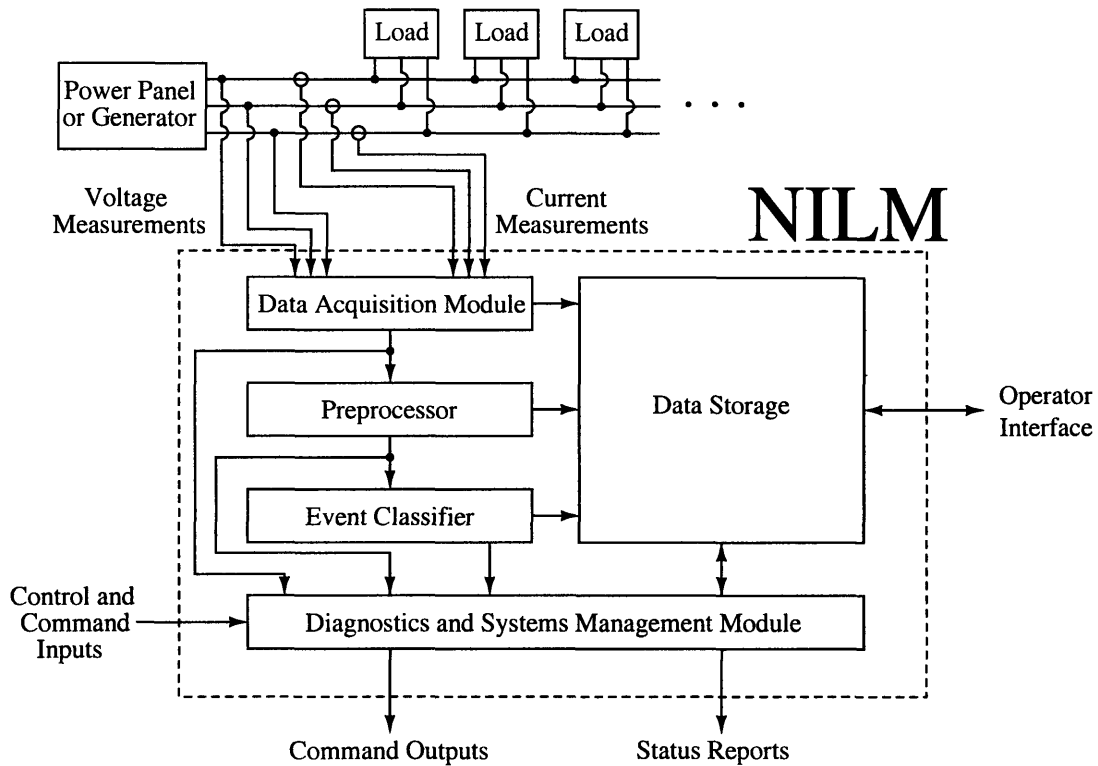 Load
Load
Load
Power Panel
or Generator
. . .
Voltage
Measurements
Current
Measurements
NILM
Data Acquisition Module
Preprocessor
Data Storage
Operator
Interface
Event Classifier
Control and
Command
Inputs
Diagnostics and Systems Management Module
Command Outputs
Status Reports